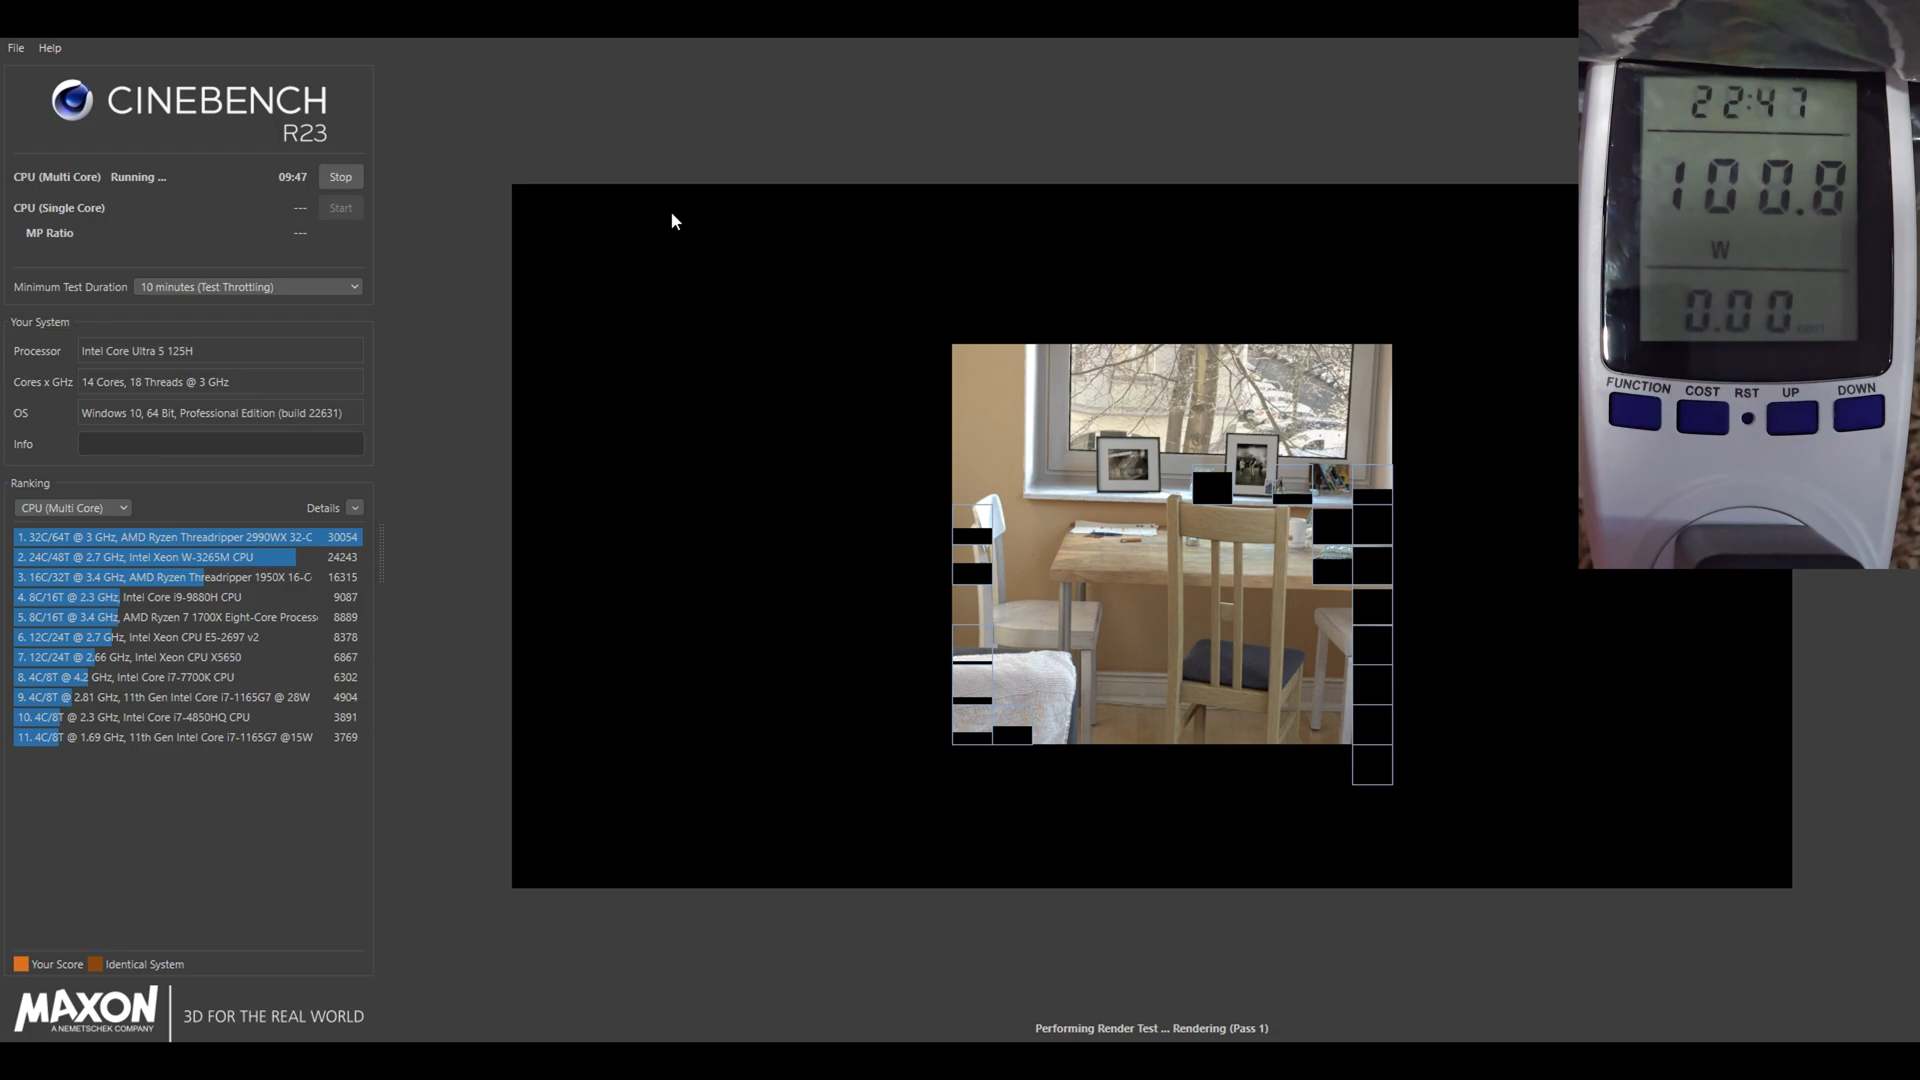 File Help
CINEBENCH
R23
CPU (Multi Core) Running ... 09:47 Stop
CPU (Single Core) --- Start
MP Ratio ---
Minimum Test Duration 10 minutes (Test Throttling)
Your System
Processor Intel Core Ultra 5 125H
Cores x GHz 14 Cores, 18 Threads @ 3 GHz
OS Windows 10, 64 Bit, Professional Edition (build 22631)
Info
Ranking
CPU (Multi Core) Details
1. 32C/64T @ 3 GHz, AMD Ryzen Threadripper 2990WX 32-C 30054
2. 24C/48T @ 2.7 GHz, Intel Xeon W-3265M CPU 24243
3. 16C/32T @ 3.4 GHz, AMD Ryzen Threadripper 1950X 16-C 16315
4. 8C/16T @ 2.3 GHz, Intel Core i9-9880H CPU 9087
5. 8C/16T @ 3.4 GHz, AMD Ryzen 7 1700X Eight-Core Process 8889
6. 12C/24T @ 2.7 GHz, Intel Xeon CPU E5-2697 v2 8378
7. 12C/24T @ 2.66 GHz, Intel Xeon CPU X5650 6867
8. 4C/8T @ 4.2 GHz, Intel Core i7-7700K CPU 6302
9. 4C/8T @ 2.81 GHz, 11th Gen Intel Core i7-1165G7 @ 28W 4904
10. 4C/8T @ 2.3 GHz, Intel Core i7-4850HQ CPU 3891
11. 4C/8T @ 1.69 GHz, 11th Gen Intel Core i7-1165G7 @15W 3769
Your Score Identical System
MAXON
A NEMETSCHEK COMPANY
3D FOR THE REAL WORLD
Performing Render Test ... Rendering (Pass 1)
22:47
100.8
W
0.00
FUNCTION COST RST UP DOWN